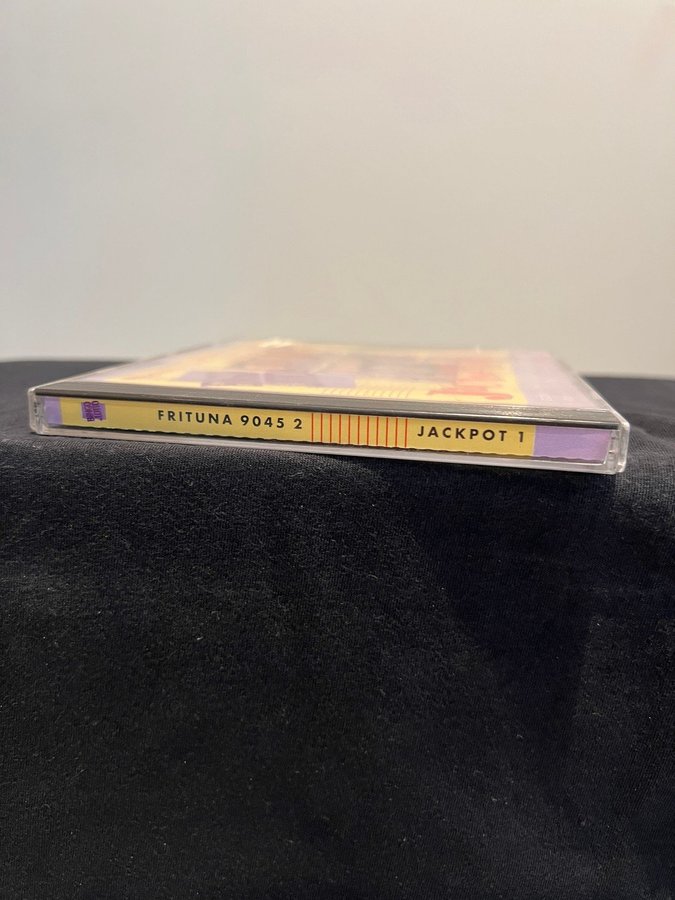 FRITUNA 9045 2
JACKPOT 1